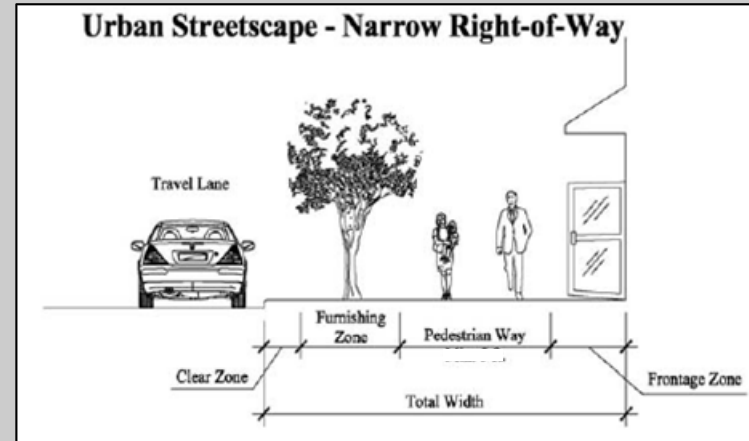 Urban Streetscape - Narrow Right-of-Way
Travel Lane
Furnishing
Zone
Pedestrian Way
Clear Zone
Frontage Zone
Total Width